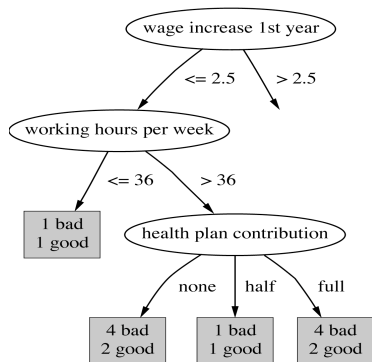 wage increase 1st year
<= 2.5
> 2.5
working hours per week
<= 36
> 36
1 bad
1 good
health plan contribution
none
half
full
4 bad
2 good
1 bad
1 good
4 bad
2 good